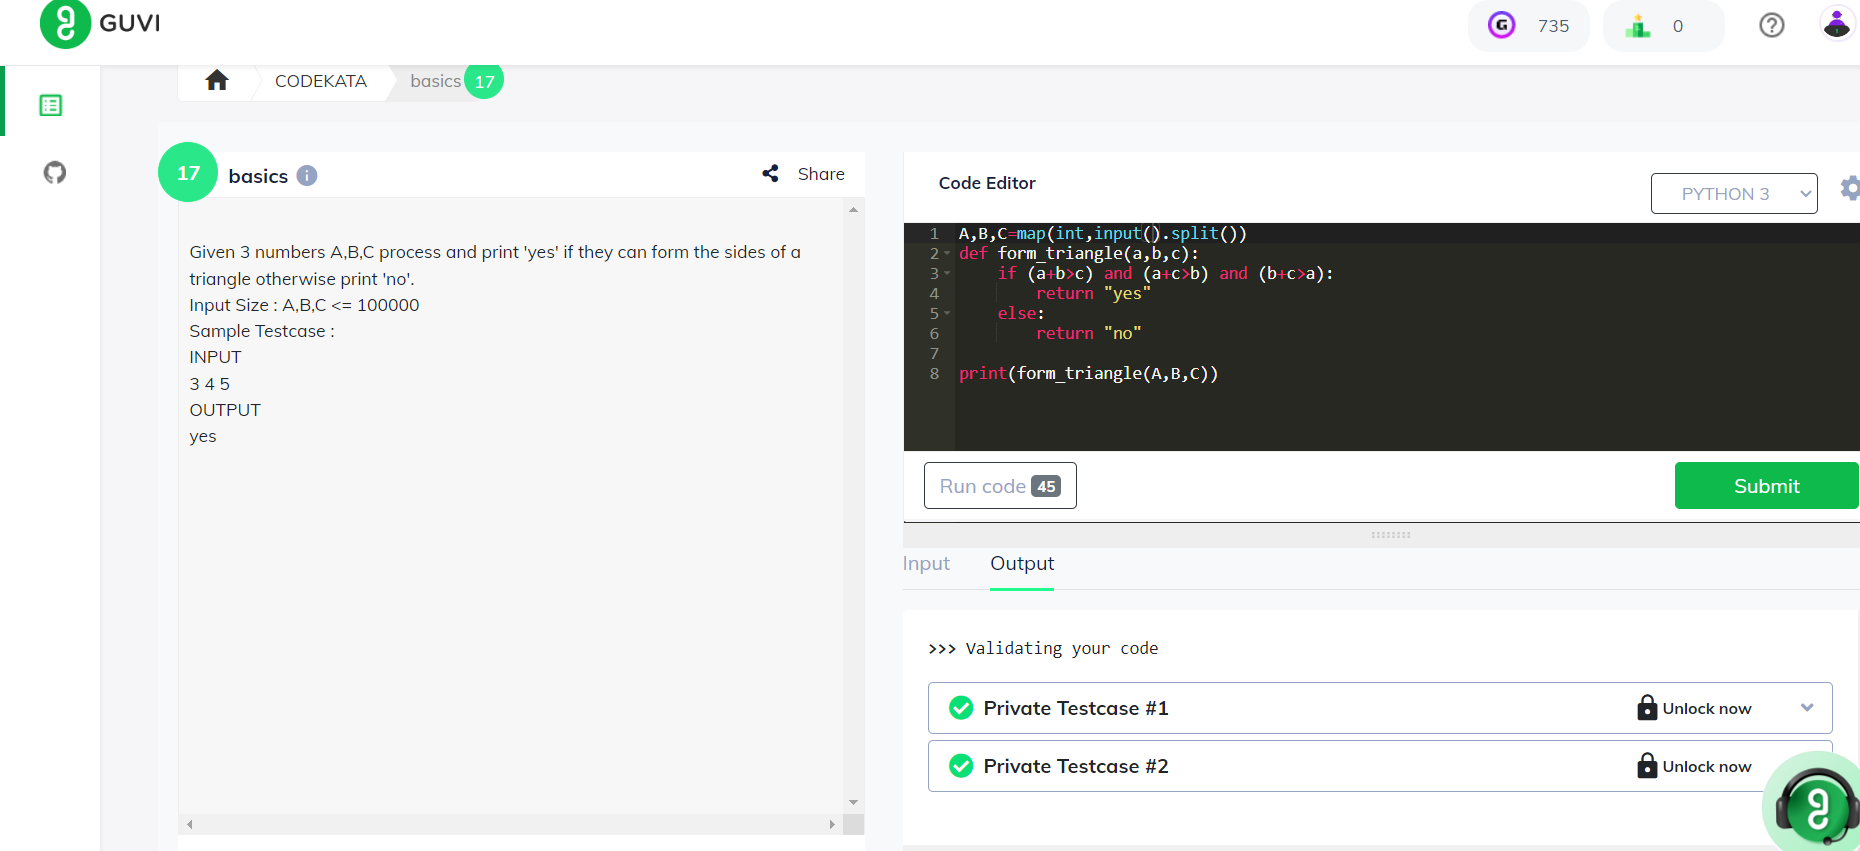 GUVI
735
0
CODEKATA
basics 17
17
basics
Share
Given 3 numbers A,B,C process and print 'yes' if they can form the sides of a
triangle otherwise print 'no'.
Input Size : A,B,C <= 100000
Sample Testcase :
INPUT
3 4 5
OUTPUT
yes
Code Editor
PYTHON 3
1 A,B,C=map(int,input().split())
2 def form_triangle(a,b,c):
3     if (a+b>c) and (a+c>b) and (b+c>a):
4         return "yes"
5     else:
6         return "no"
7
8 print(form_triangle(A,B,C))
Run code 45
Submit
Input Output
>>> Validating your code
Private Testcase #1 Unlock now
Private Testcase #2 Unlock now